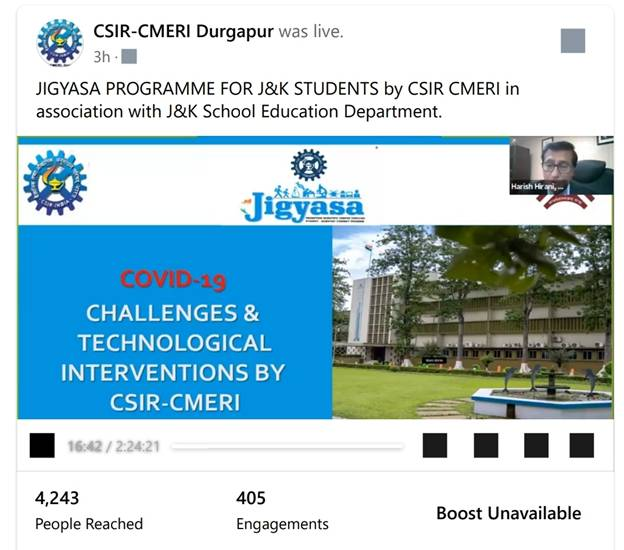 CSIR-CMERI Durgapur was live.
3h ·
JIGYASA PROGRAMME FOR J&K STUDENTS by CSIR CMERI in
association with J&K School Education Department.
Harish Hirani, ...
Jigyasa
COVID-19
CHALLENGES &
TECHNOLOGICAL
INTERVENTIONS BY
CSIR-CMERI
16:42 / 2:24:21
4,243
People Reached
405
Engagements
Boost Unavailable